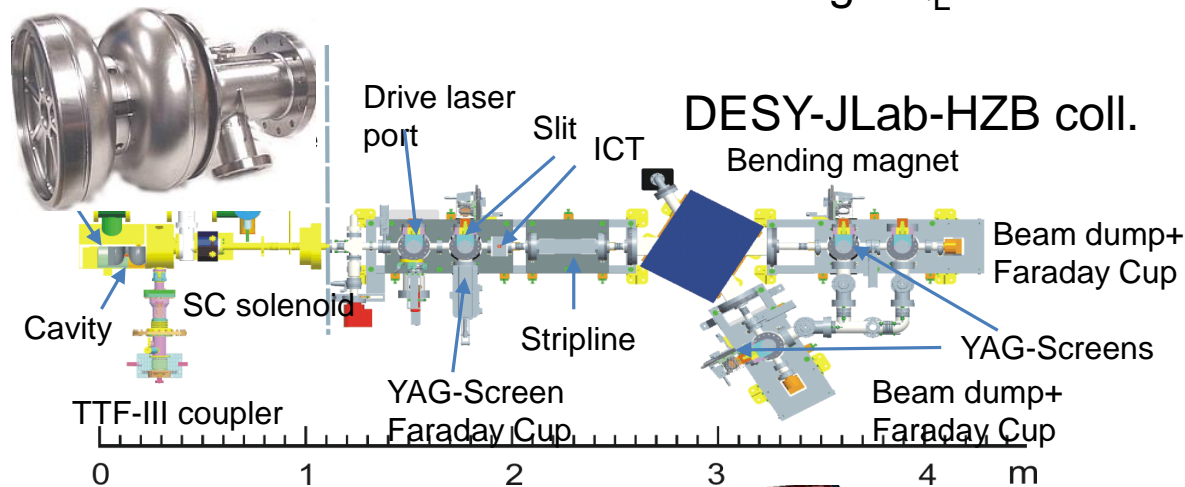 g
L
Drive laser
port
Slit
ICT
DESY-JLab-HZB coll.
Bending magnet
Beam dump+
Faraday Cup
SC solenoid
Cavity
Stripline
YAG-Screens
TTF-III coupler
YAG-Screen
Faraday Cup
Beam dump+
Faraday Cup
0 1 2 3 4 m